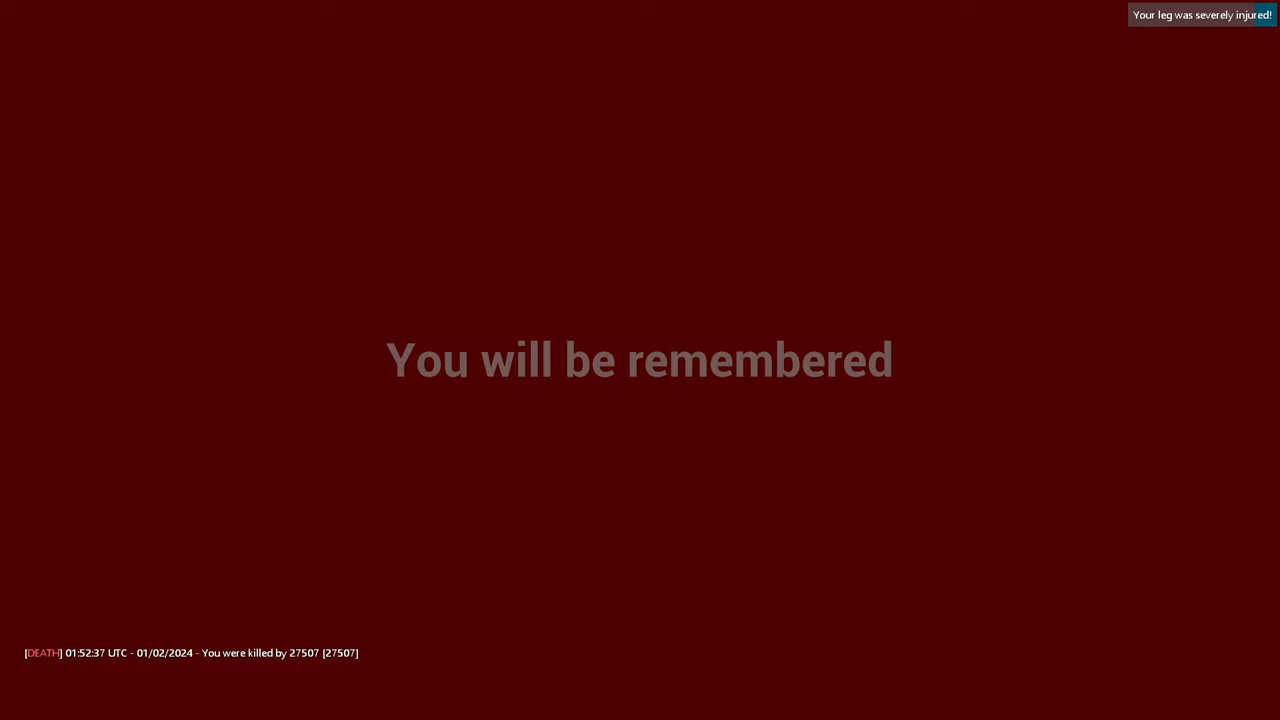 Your leg was severely injured!
You will be remembered
[DEATH] 01:52:37 UTC - 01/02/2024 - You were killed by 27507 [27507]